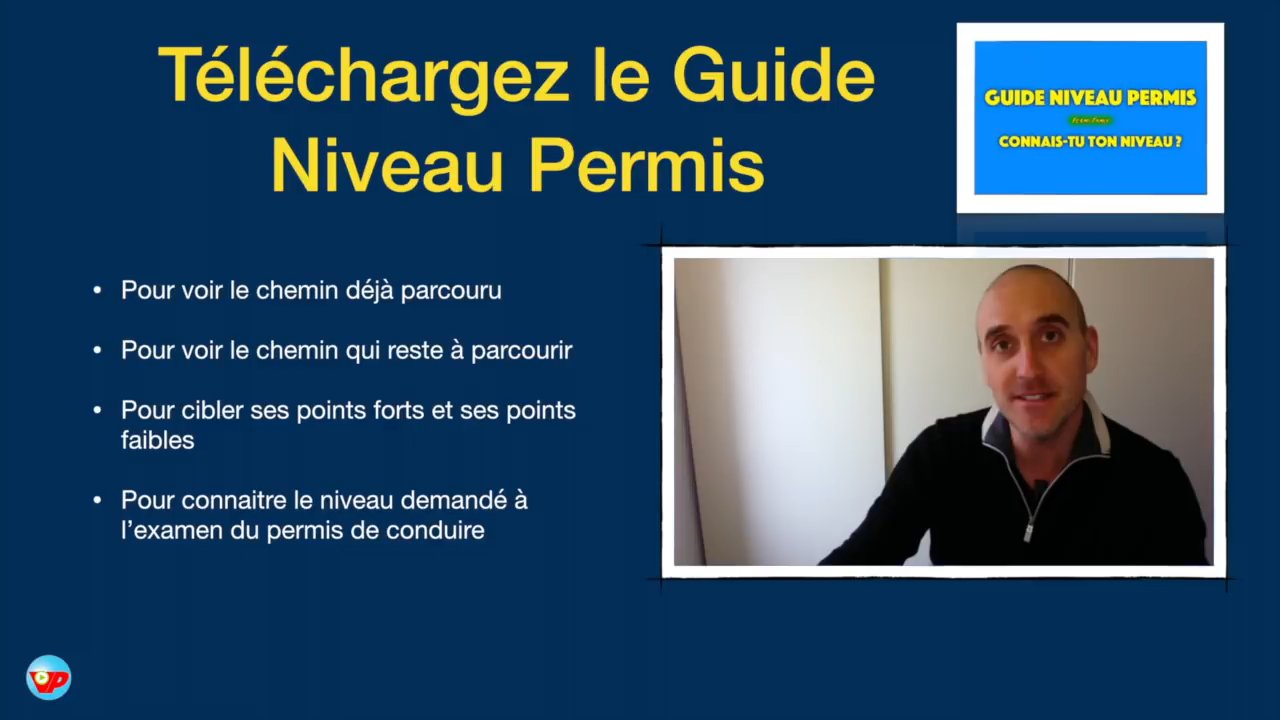 Téléchargez le Guide
Niveau Permis
GUIDE NIVEAU PERMIS
CONNAIS-TU TON NIVEAU ?
• Pour voir le chemin déjà parcouru
• Pour voir le chemin qui reste à parcourir
• Pour cibler ses points forts et ses points
faibles
• Pour connaitre le niveau demandé à
l’examen du permis de conduire
VP